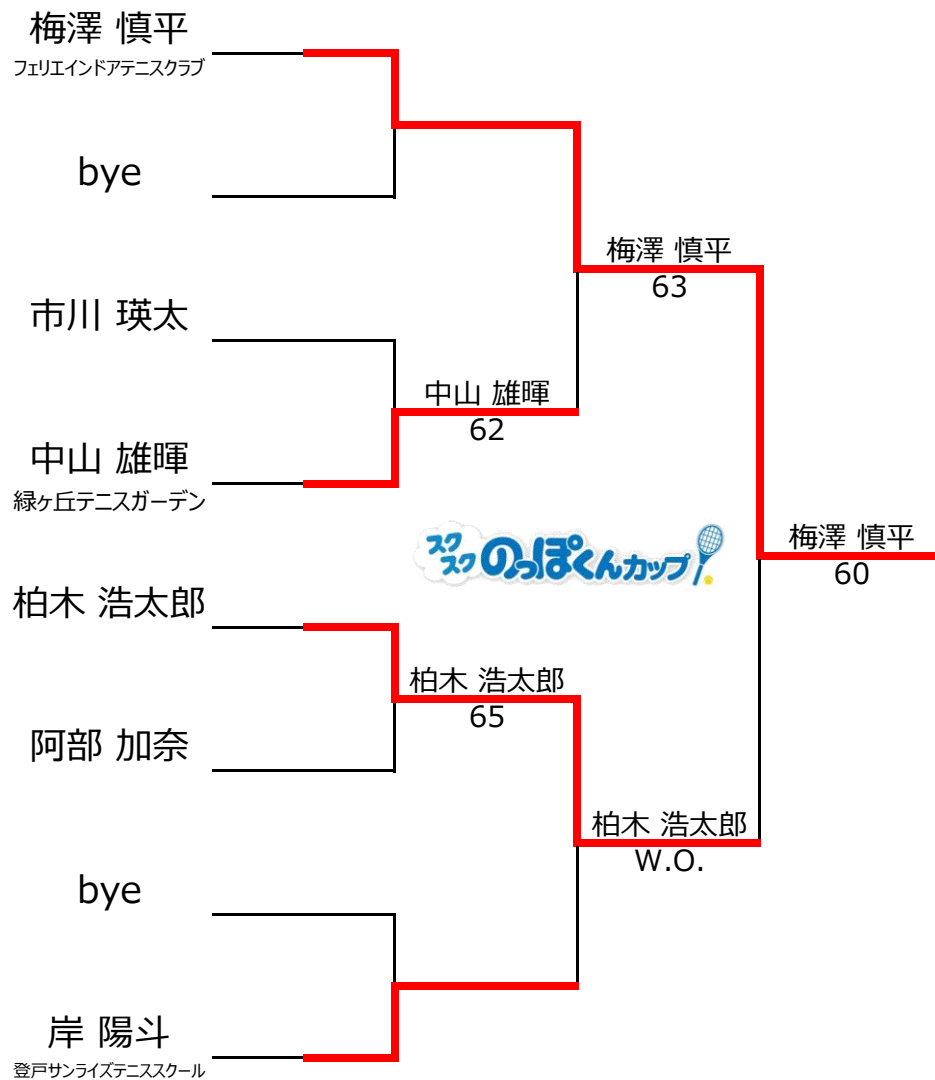 梅澤 慎平
フェリエインドアテニスクラブ
bye
梅澤 慎平
63
市川 瑛太
中山 雄暉
62
中山 雄暉
緑ヶ丘テニスガーデン
スクスクのっぽくんカップ!
梅澤 慎平
60
柏木 浩太郎
柏木 浩太郎
65
阿部 加奈
柏木 浩太郎
W.O.
bye
岸 陽斗
登戸サンライズテニススクール